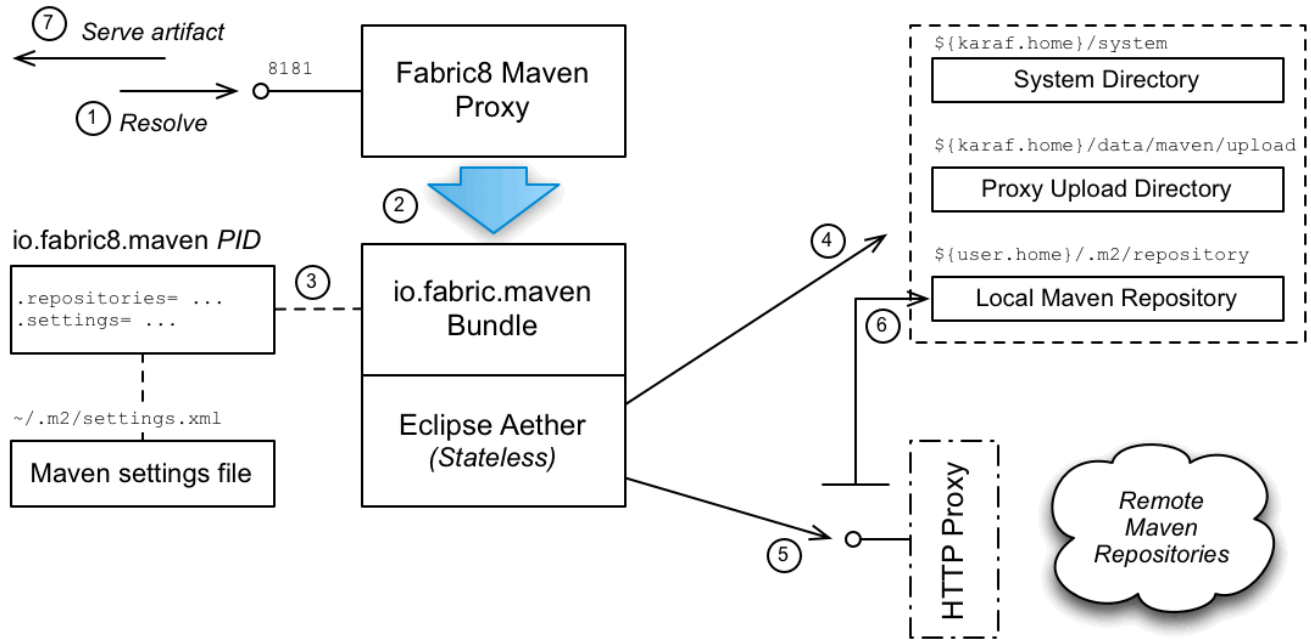 7
Serve artifact
8181
1
Resolve
Fabric8 Maven
Proxy
2
io.fabric8.maven PID
.repositories= ...
.settings= ...
3
io.fabric.maven
Bundle
~/.m2/settings.xml
Maven settings file
Eclipse Aether
(Stateless)
4
${karaf.home}/system
System Directory
${karaf.home}/data/maven/upload
Proxy Upload Directory
${user.home}/.m2/repository
Local Maven Repository
6
5
HTTP Proxy
Remote
Maven
Repositories